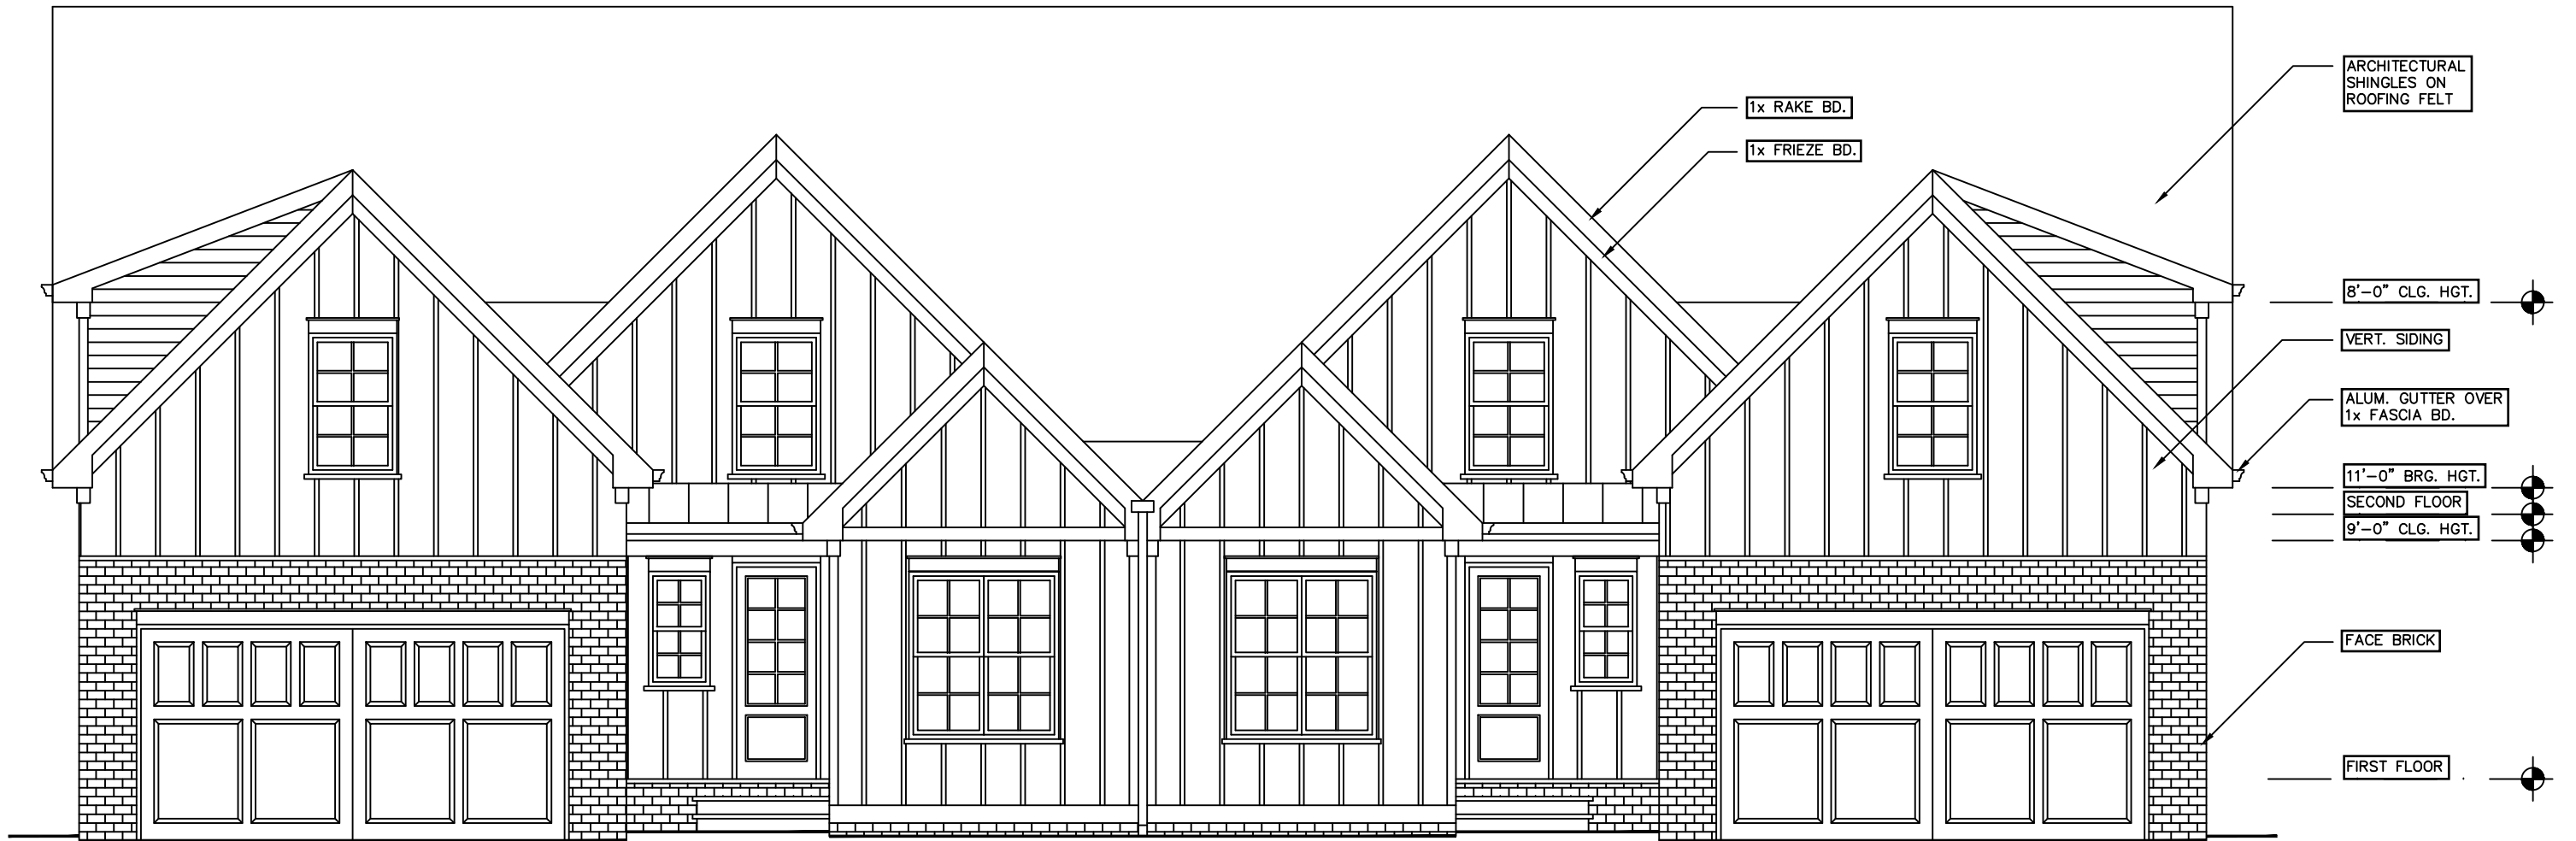 ARCHITECTURAL
SHINGLES ON
ROOFING FELT
1x RAKE BD.
1x FRIEZE BD.
8'-0" CLG. HGT.
VERT. SIDING
ALUM. GUTTER OVER
1x FASCIA BD.
11'-0" BRG. HGT.
SECOND FLOOR
9'-0" CLG. HGT.
FACE BRICK
FIRST FLOOR